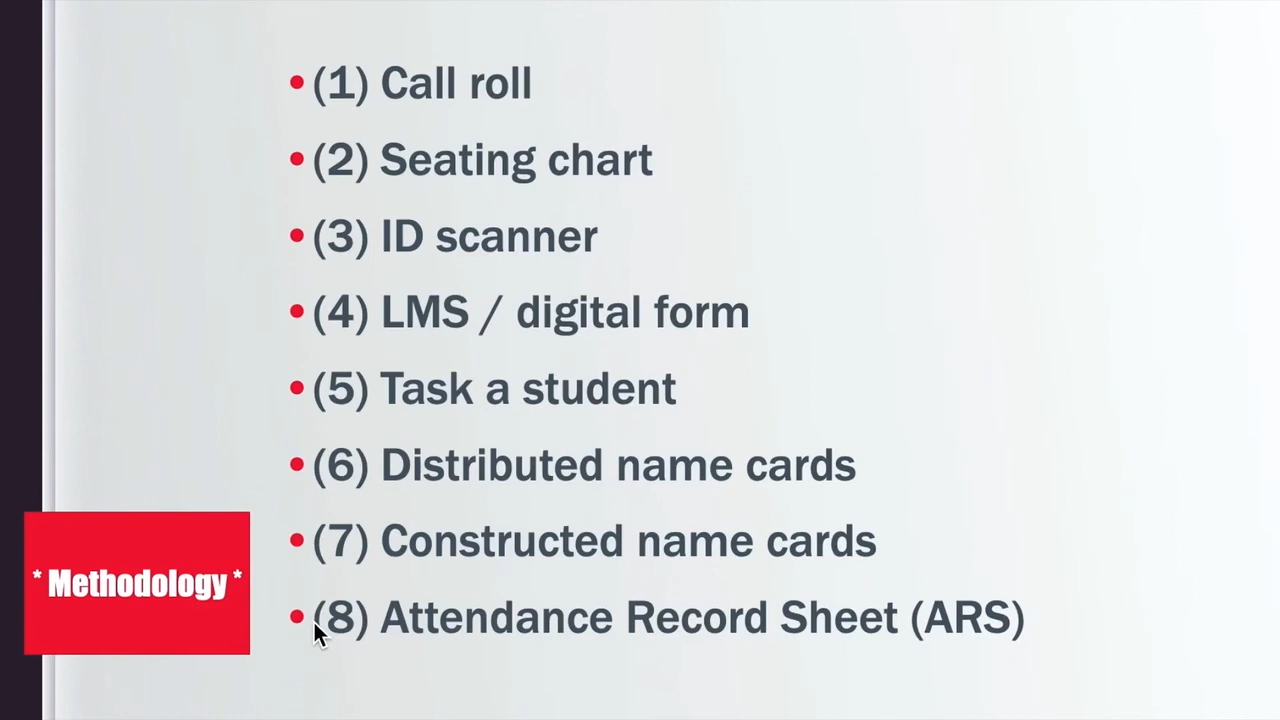 • (1) Call roll
• (2) Seating chart
• (3) ID scanner
• (4) LMS / digital form
• (5) Task a student
• (6) Distributed name cards
• (7) Constructed name cards
* Methodology *
• (8) Attendance Record Sheet (ARS)